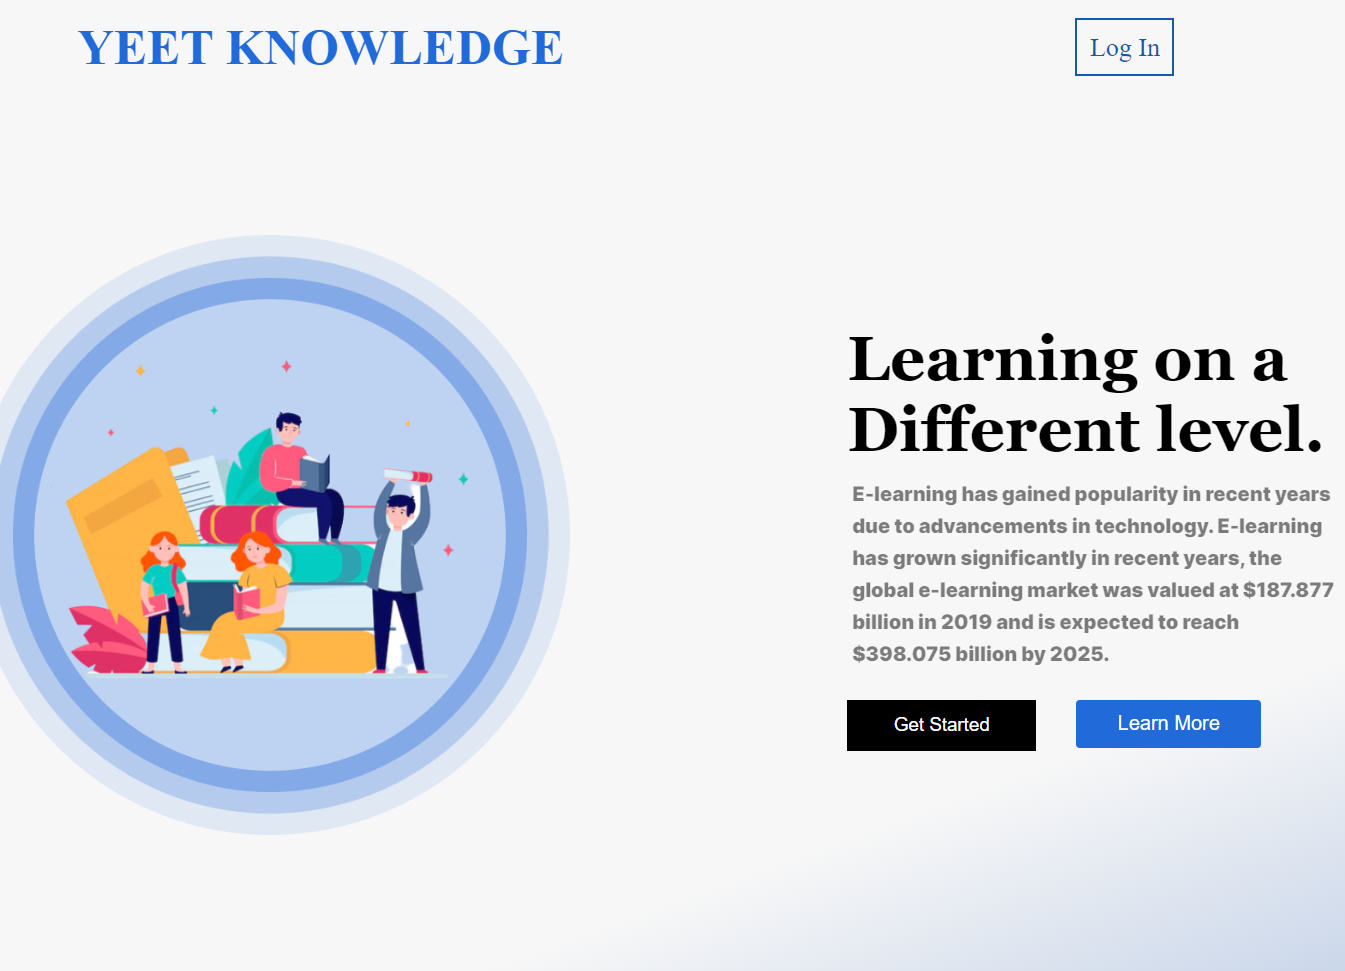 YEET KNOWLEDGE
Log In
Learning on a
Different level.
E-learning has gained popularity in recent years
due to advancements in technology. E-learning
has grown significantly in recent years, the
global e-learning market was valued at $187.877
billion in 2019 and is expected to reach
$398.075 billion by 2025.
Get Started
Learn More